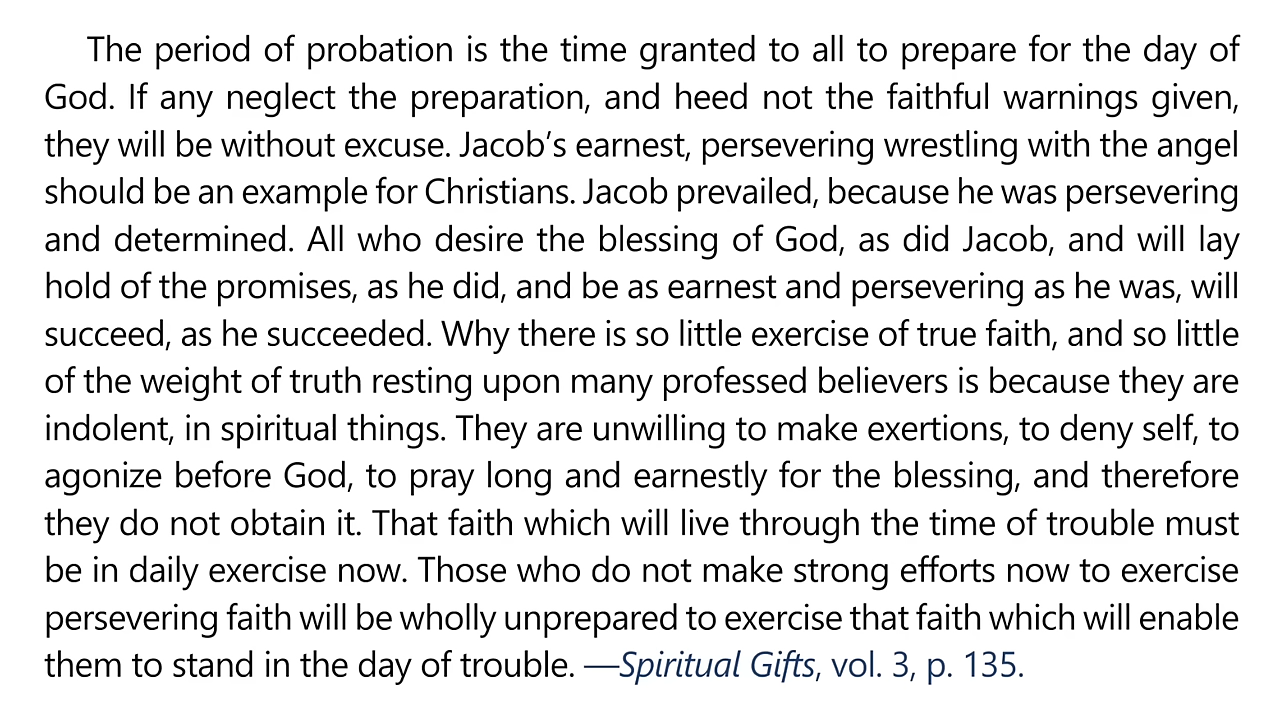 The period of probation is the time granted to all to prepare for the day of
God. If any neglect the preparation, and heed not the faithful warnings given,
they will be without excuse. Jacob’s earnest, persevering wrestling with the angel
should be an example for Christians. Jacob prevailed, because he was persevering
and determined. All who desire the blessing of God, as did Jacob, and will lay
hold of the promises, as he did, and be as earnest and persevering as he was, will
succeed, as he succeeded. Why there is so little exercise of true faith, and so little
of the weight of truth resting upon many professed believers is because they are
indolent, in spiritual things. They are unwilling to make exertions, to deny self, to
agonize before God, to pray long and earnestly for the blessing, and therefore
they do not obtain it. That faith which will live through the time of trouble must
be in daily exercise now. Those who do not make strong efforts now to exercise
persevering faith will be wholly unprepared to exercise that faith which will enable
them to stand in the day of trouble. —Spiritual Gifts, vol. 3, p. 135.